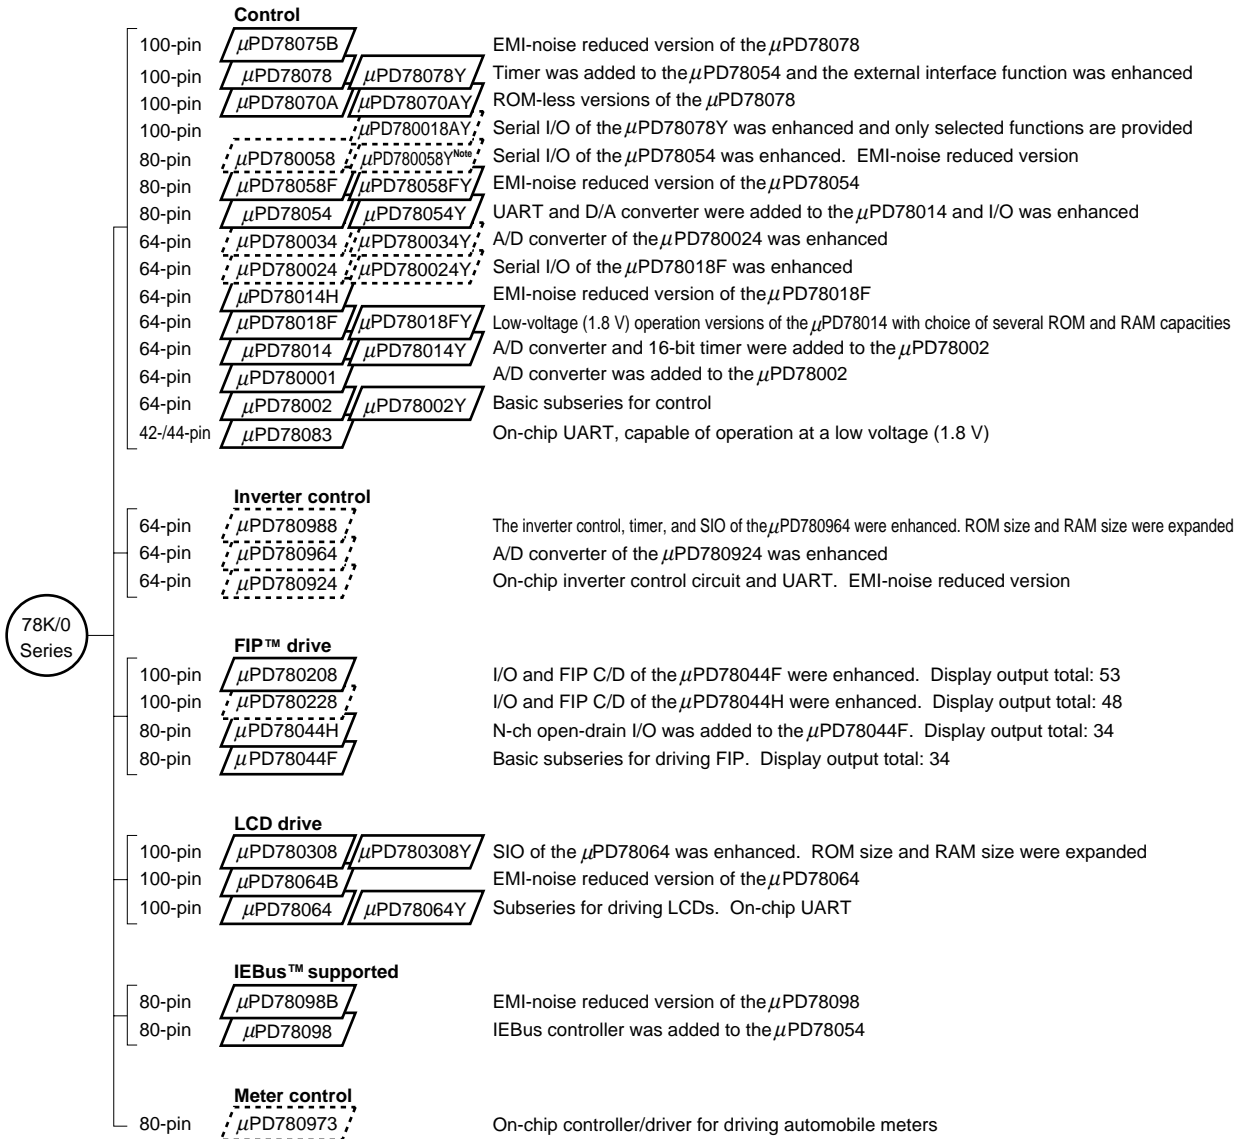 Control
100-pin μPD78075B EMI-noise reduced version of the μPD78078
100-pin μPD78078 μPD78078Y Timer was added to the μPD78054 and the external interface function was enhanced
100-pin μPD78070A μPD78070AY ROM-less versions of the μPD78078
100-pin μPD780018AY Serial I/O of the μPD78078Y was enhanced and only selected functions are provided
80-pin μPD780058 μPD780058Y Note Serial I/O of the μPD78054 was enhanced. EMI-noise reduced version
80-pin μPD78058F μPD78058FY EMI-noise reduced version of the μPD78054
80-pin μPD78054 μPD78054Y UART and D/A converter were added to the μPD78014 and I/O was enhanced
64-pin μPD780034 μPD780034Y A/D converter of the μPD780024 was enhanced
64-pin μPD780024 μPD780024Y Serial I/O of the μPD78018F was enhanced
64-pin μPD78014H EMI-noise reduced version of the μPD78018F
64-pin μPD78018F μPD78018FY Low-voltage (1.8 V) operation versions of the μPD78014 with choice of several ROM and RAM capacities
64-pin μPD78014 μPD78014Y A/D converter and 16-bit timer were added to the μPD78002
64-pin μPD780001 A/D converter was added to the μPD78002
64-pin μPD78002 μPD78002Y Basic subseries for control
42-/44-pin μPD78083 On-chip UART, capable of operation at a low voltage (1.8 V)
Inverter control
64-pin μPD780988 The inverter control, timer, and SIO of the μPD780964 were enhanced. ROM size and RAM size were expanded
64-pin μPD780964 A/D converter of the μPD780924 was enhanced
64-pin μPD780924 On-chip inverter control circuit and UART. EMI-noise reduced version
78K/0
Series
FIP™ drive
100-pin μPD780208 I/O and FIP C/D of the μPD78044F were enhanced. Display output total: 53
100-pin μPD780228 I/O and FIP C/D of the μPD78044H were enhanced. Display output total: 48
80-pin μPD78044H N-ch open-drain I/O was added to the μPD78044F. Display output total: 34
80-pin μPD78044F Basic subseries for driving FIP. Display output total: 34
LCD drive
100-pin μPD780308 μPD780308Y SIO of the μPD78064 was enhanced. ROM size and RAM size were expanded
100-pin μPD78064B EMI-noise reduced version of the μPD78064
100-pin μPD78064 μPD78064Y Subseries for driving LCDs. On-chip UART
IEBus™ supported
80-pin μPD78098B EMI-noise reduced version of the μPD78098
80-pin μPD78098 IEBus controller was added to the μPD78054
Meter control
80-pin μPD780973 On-chip controller/driver for driving automobile meters